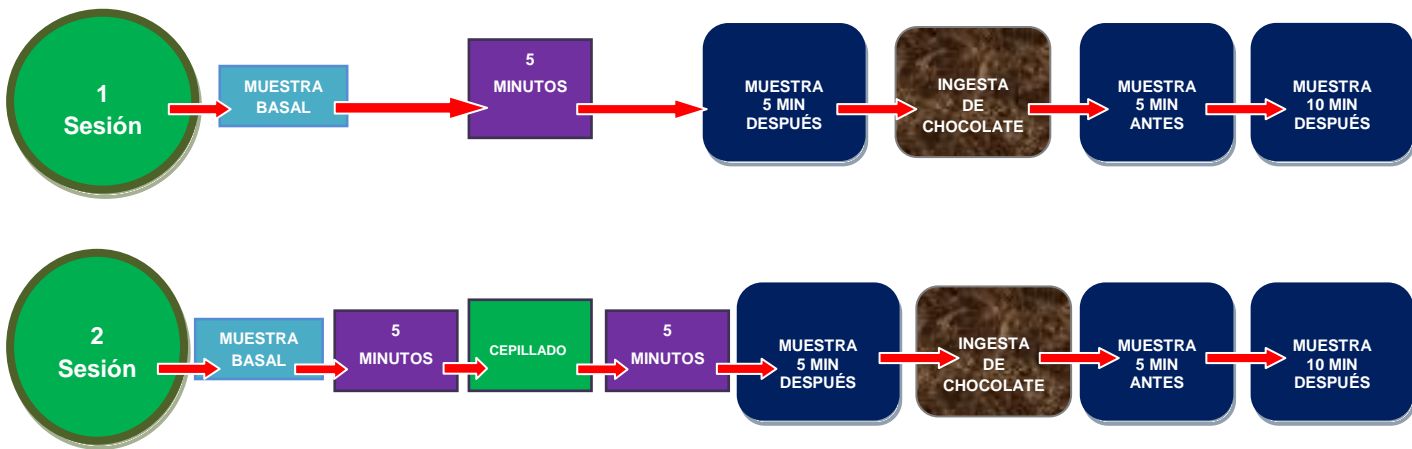 1
Sesión
MUESTRA
BASAL
5
MINUTOS
MUESTRA
5 MIN
DESPUÉS
INGESTA
DE
CHOCOLATE
MUESTRA
5 MIN
ANTES
MUESTRA
10 MIN
DESPUÉS
2
Sesión
MUESTRA
BASAL
5
MINUTOS
CEPILLADO
5
MINUTOS
MUESTRA
5 MIN
DESPUÉS
INGESTA
DE
CHOCOLATE
MUESTRA
5 MIN
ANTES
MUESTRA
10 MIN
DESPUÉS